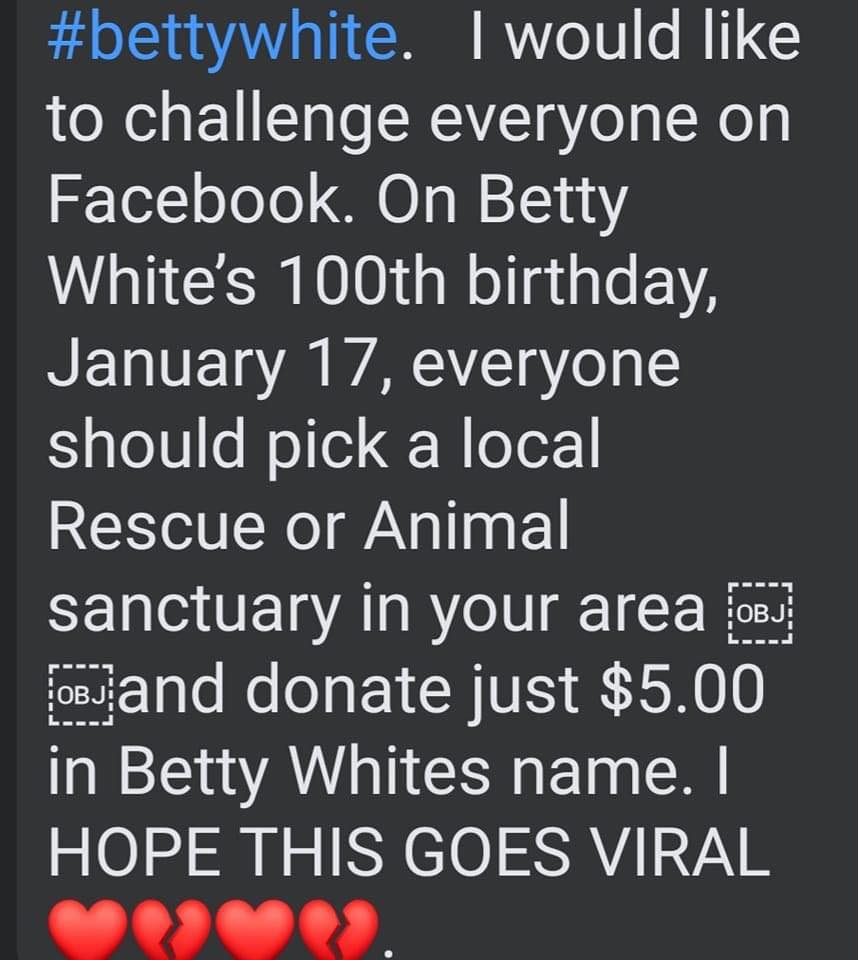 #bettywhite.   I would like
to challenge everyone on
Facebook. On Betty
White’s 100th birthday,
January 17, everyone
should pick a local
Rescue or Animal
sanctuary in your area OBJ
OBJand donate just $5.00
in Betty Whites name. I
HOPE THIS GOES VIRAL
❤️💔❤️💔.